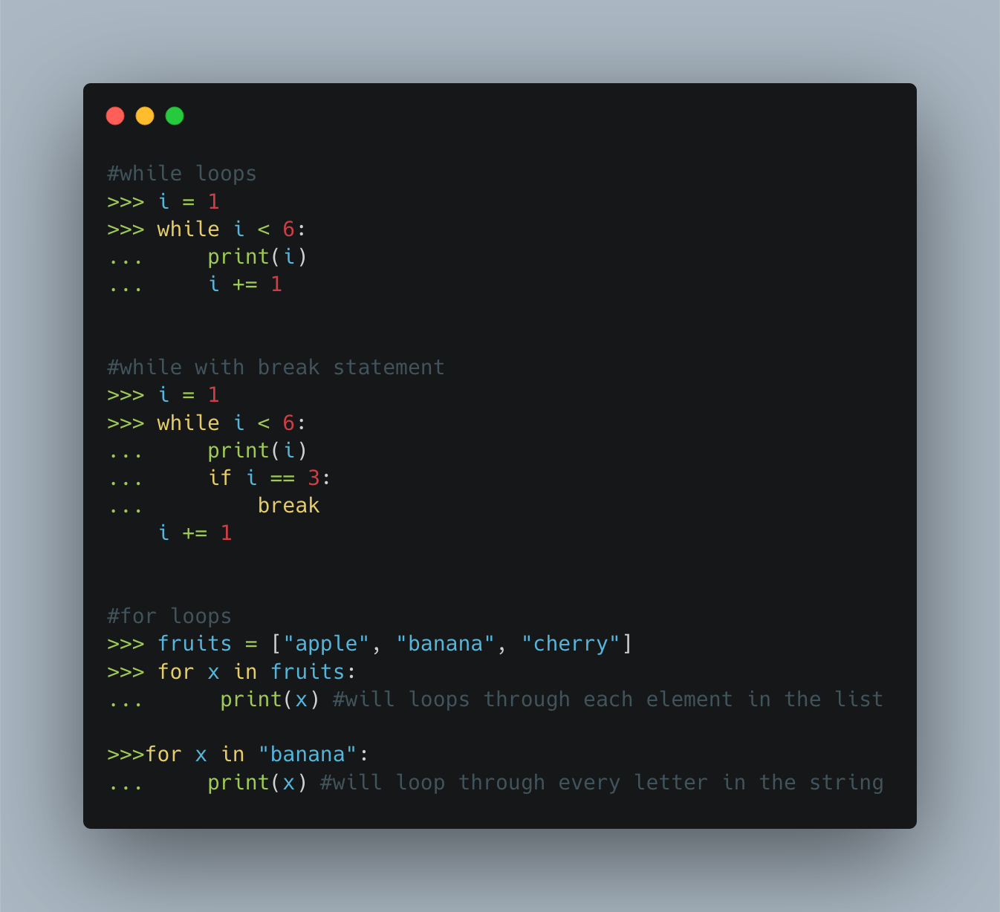 #while loops
>>> i = 1
>>> while i < 6:
...     print(i)
...     i += 1
#while with break statement
>>> i = 1
>>> while i < 6:
...     print(i)
...     if i == 3:
...         break
    i += 1
#for loops
>>> fruits = ["apple", "banana", "cherry"]
>>> for x in fruits:
...      print(x) #will loops through each element in the list
>>>for x in "banana":
...     print(x) #will loop through every letter in the string